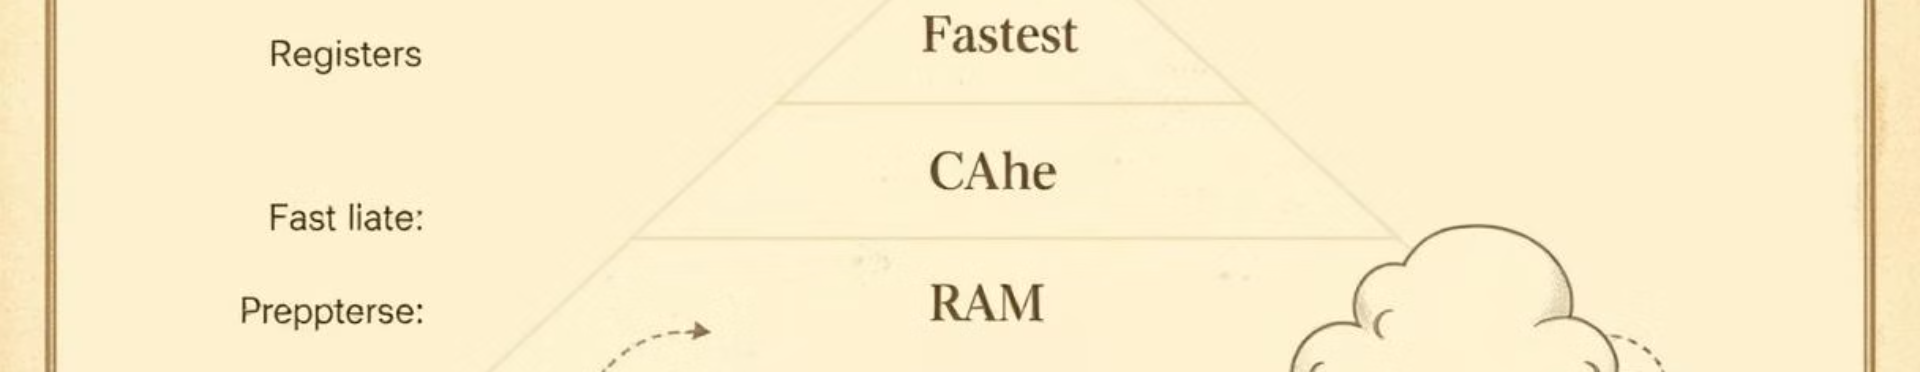 Fastest
Registers
CAhe
Fast liate:
RAM
Preppterse: